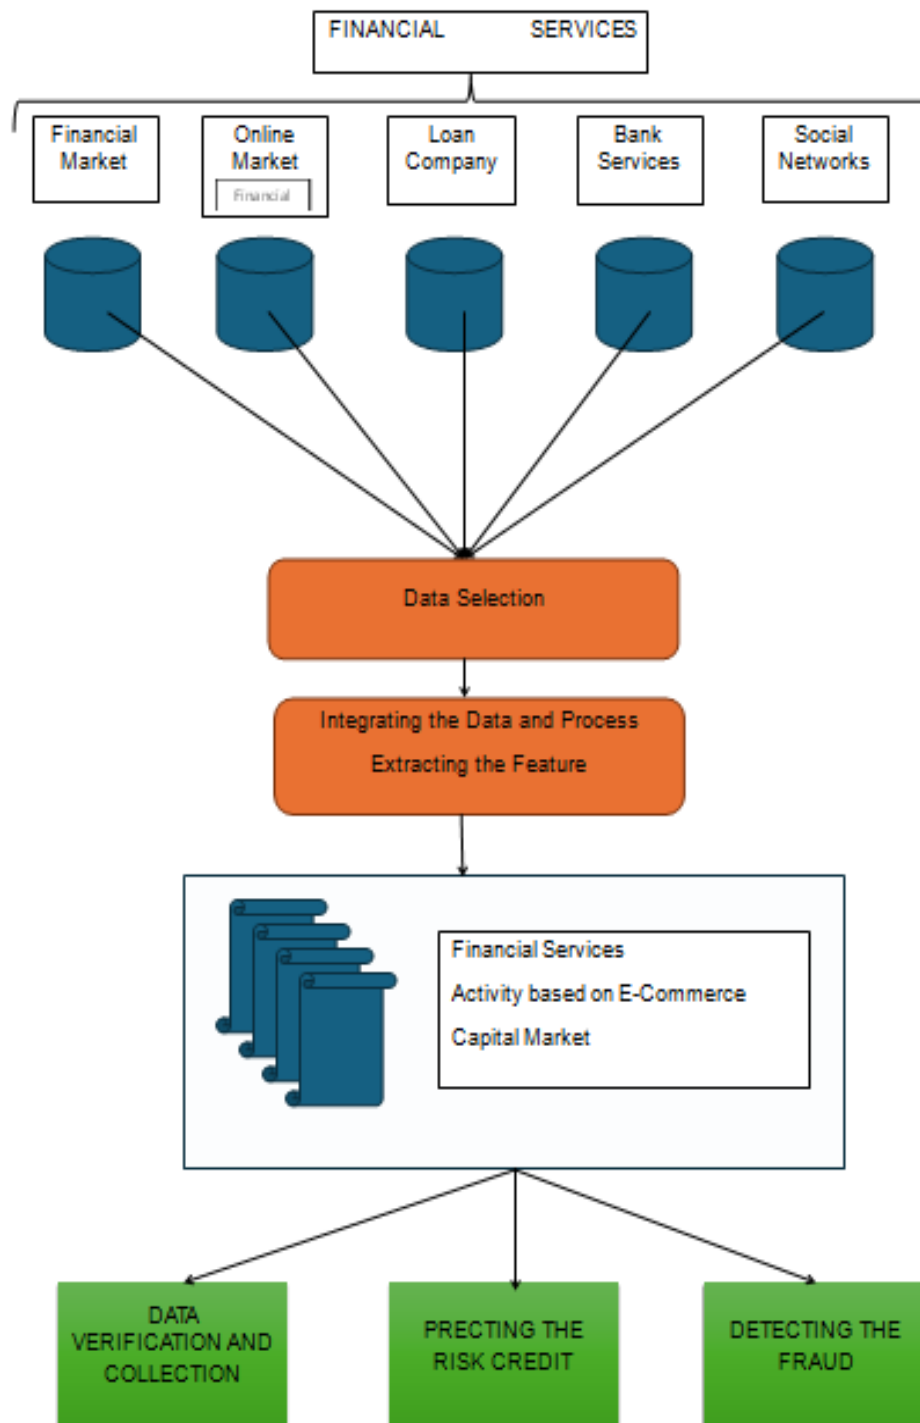 FINANCIAL SERVICES
Financial
Market
Online
Market
Financial
Loan
Company
Bank
Services
Social
Networks
Data Selection
Integrating the Data and Process
Extracting the Feature
Financial Services
Activity based on E-Commerce
Capital Market
DATA
VERIFICATION AND
COLLECTION
PRECTING THE
RISK CREDIT
DETECTING THE
FRAUD